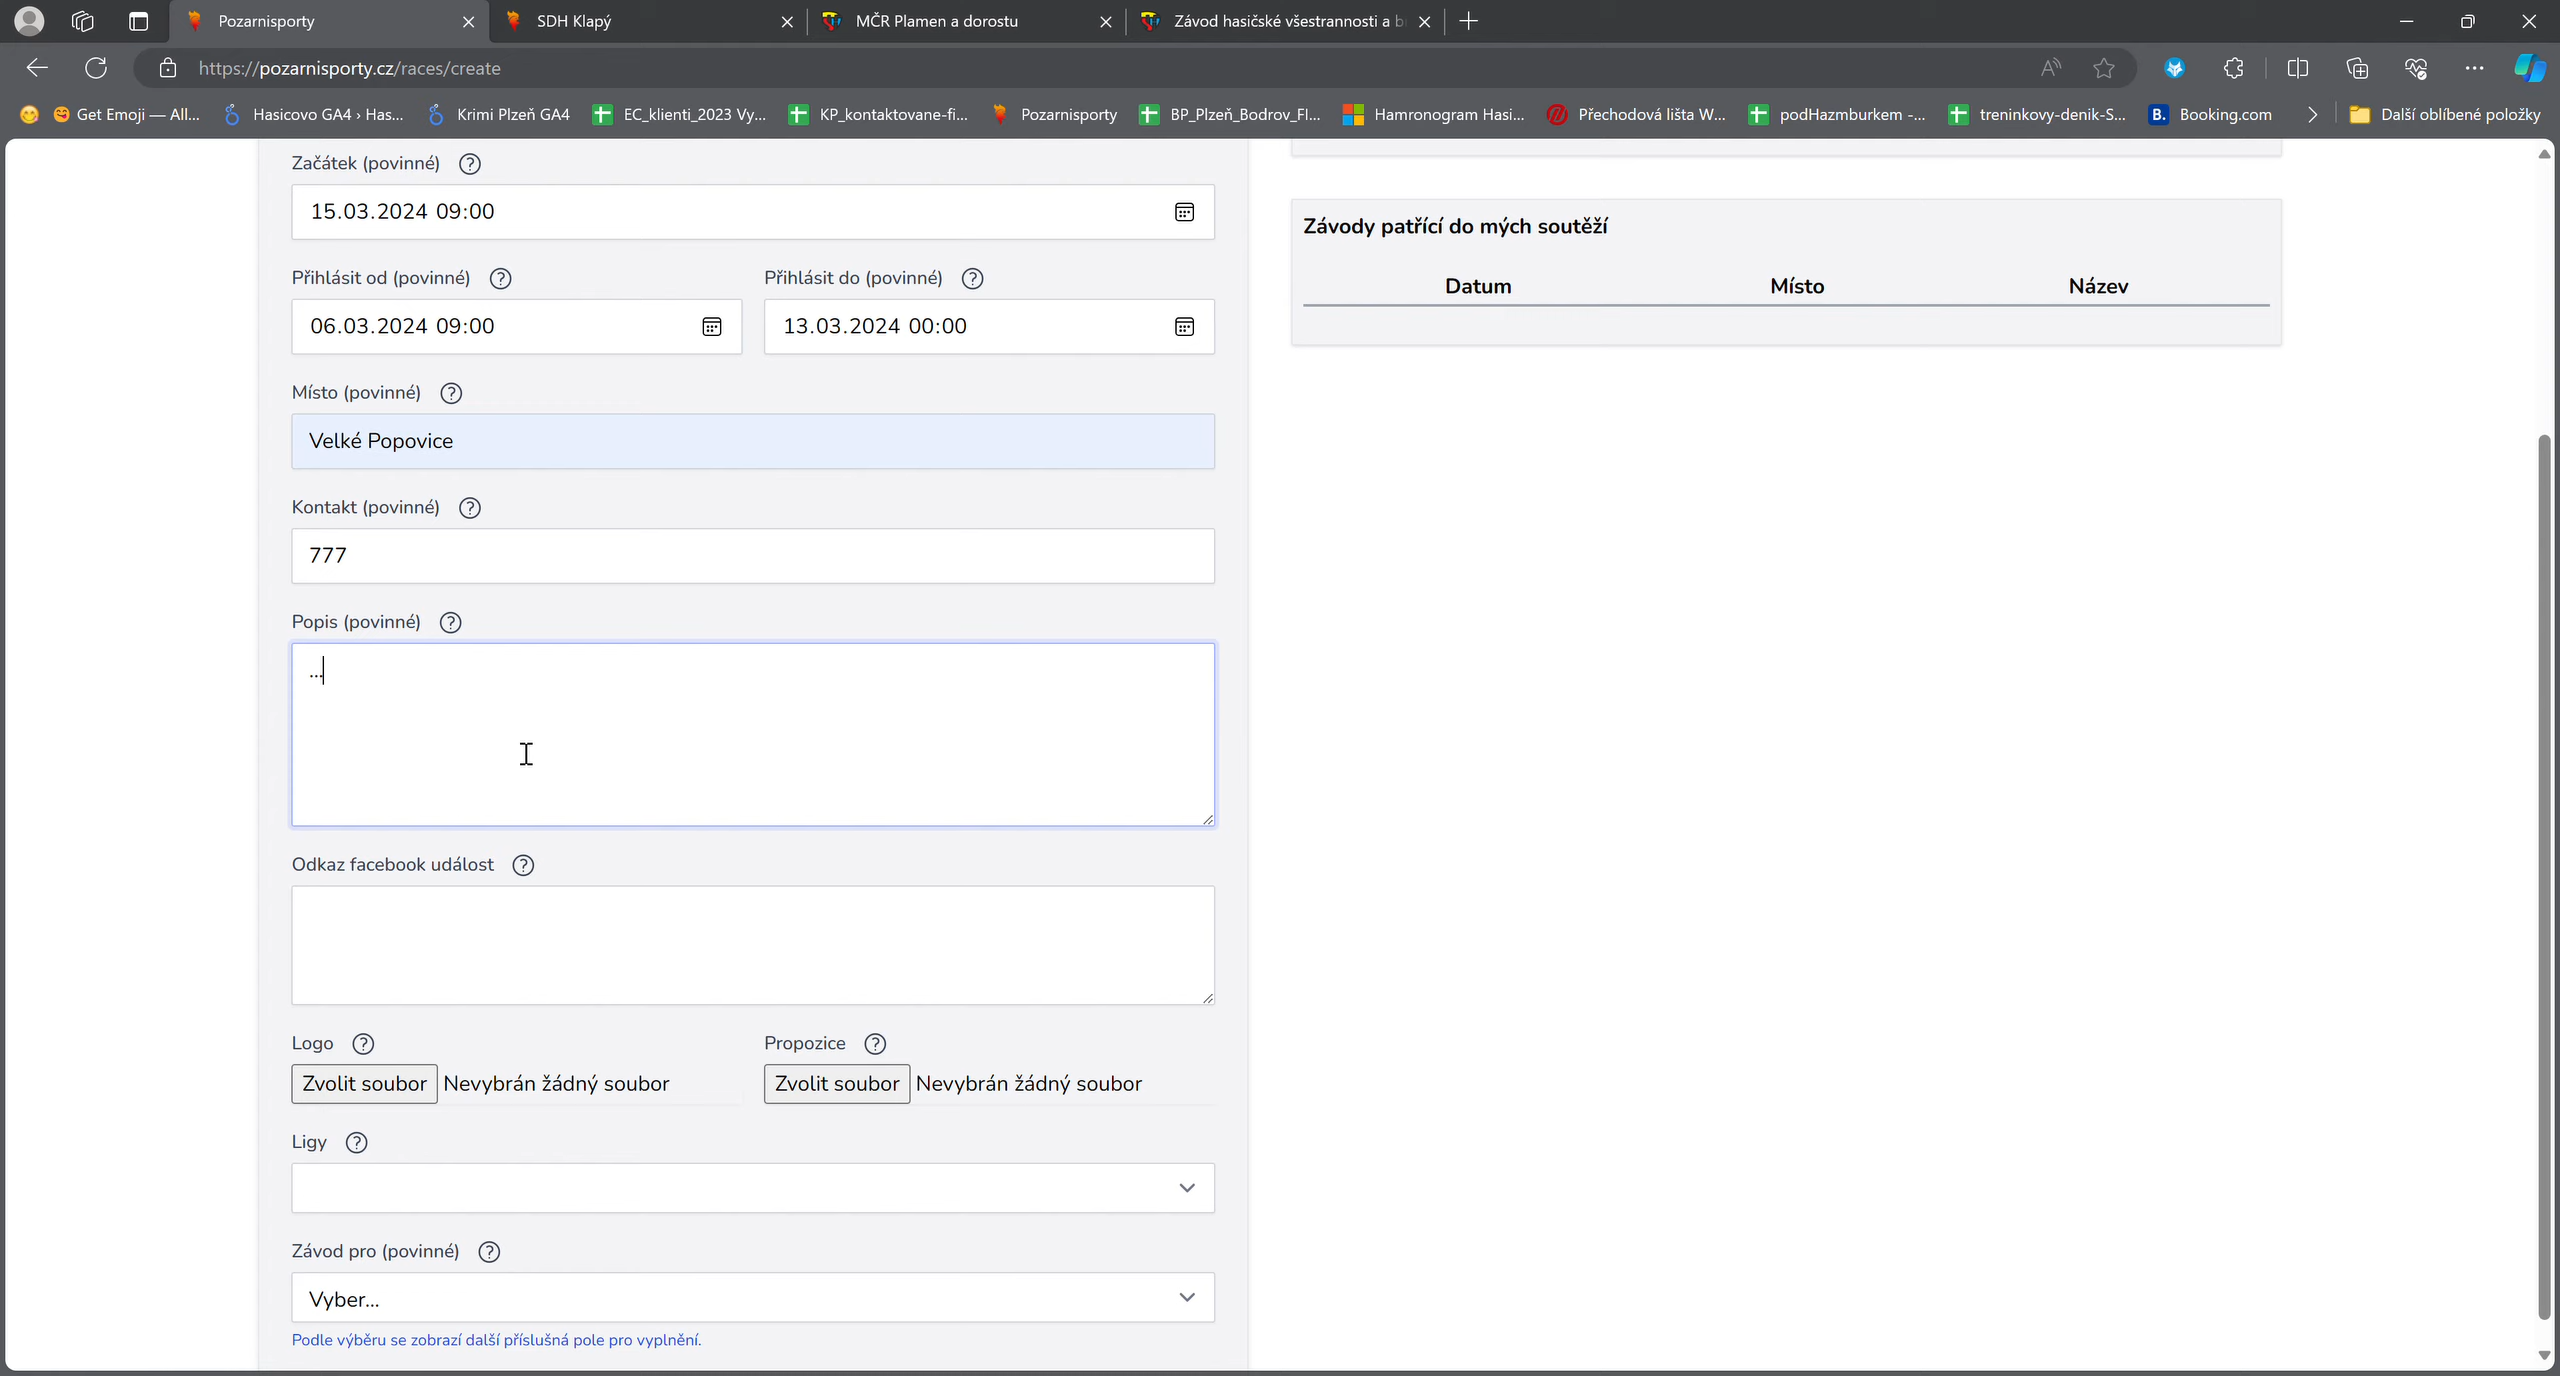 Pozarnisporty
SDH Klapý
MČR Plamen a dorostu
Závod hasičské všestrannosti a b
https://pozarnisporty.cz/races/create
Get Emoji — All...
Hasicovo GA4 › Has...
Krimi Plzeň GA4
EC_klienti_2023 Vy...
KP_kontaktovane-fi...
Pozarnisporty
BP_Plzeň_Bodrov_Fl...
Hamronogram Hasi...
Přechodová lišta W...
podHazmburkem -...
treninkovy-denik-S...
B. Booking.com
Další oblíbené položky
Začátek (povinné) ?
15.03.2024 09:00
Přihlásit od (povinné) ?
Přihlásit do (povinné) ?
06.03.2024 09:00
13.03.2024 00:00
Místo (povinné) ?
Velké Popovice
Kontakt (povinné) ?
777
Popis (povinné) ?
...
Odkaz facebook událost ?
Logo ?
Propozice ?
Zvolit soubor Nevybrán žádný soubor
Zvolit soubor Nevybrán žádný soubor
Ligy ?
Závod pro (povinné) ?
Vyber...
Podle výběru se zobrazí další příslušná pole pro vyplnění.
Závody patřící do mých soutěží
Datum Místo Název